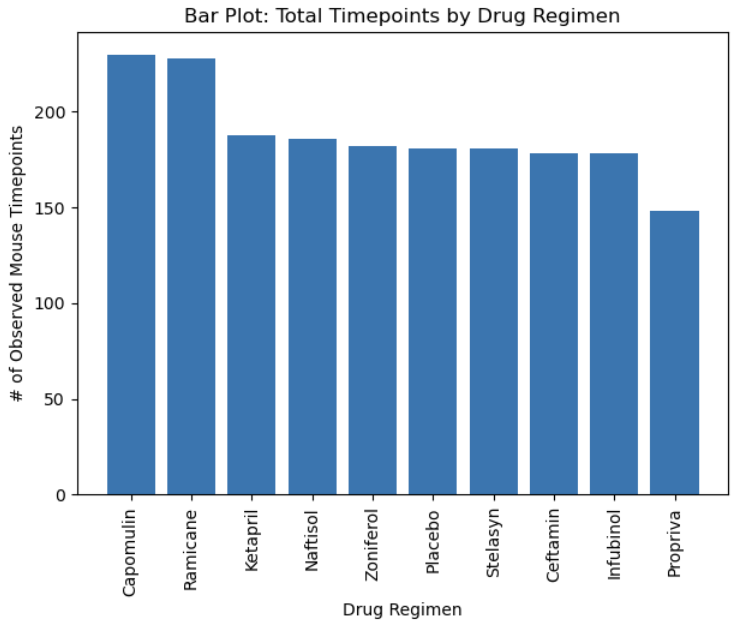 Bar Plot: Total Timepoints by Drug Regimen
# of Observed Mouse Timepoints
200
150
100
50
0
Capomulin
Ramicane
Ketapril
Naftisol
Zoniferol
Placebo
Stelasyn
Ceftamin
Infubinol
Propriva
Drug Regimen